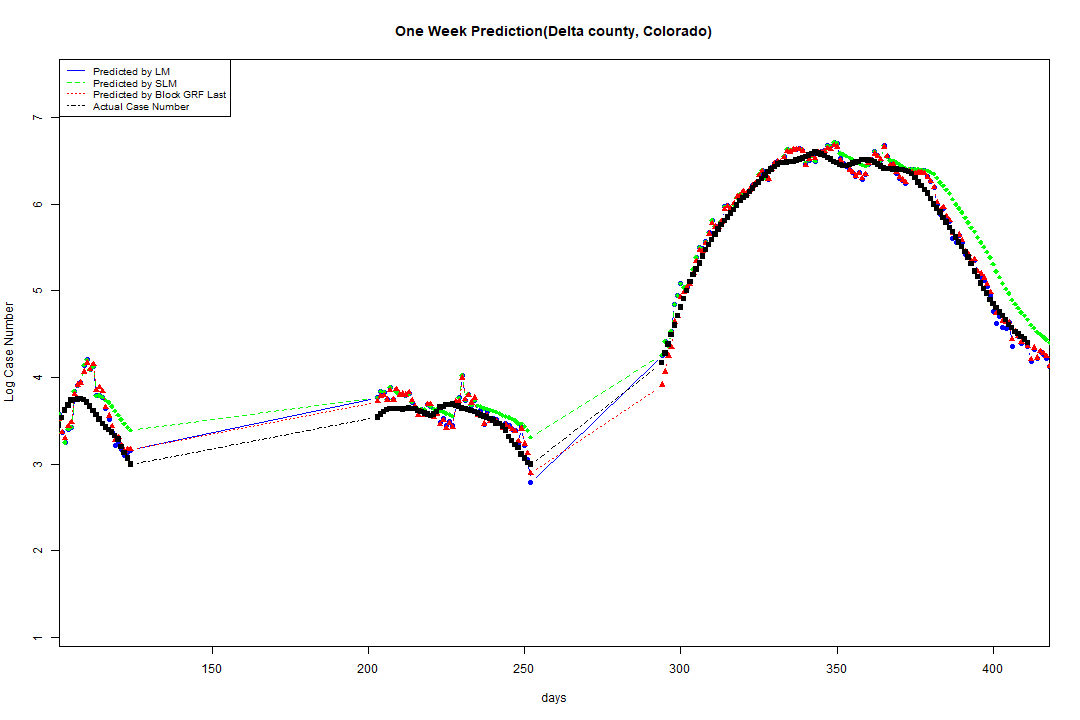 One Week Prediction(Delta county, Colorado)
Predicted by LM
Predicted by SLM
Predicted by Block GRF Last
Actual Case Number
7
6
5
4
3
2
1
Log Case Number
150
200
250
300
350
400
days